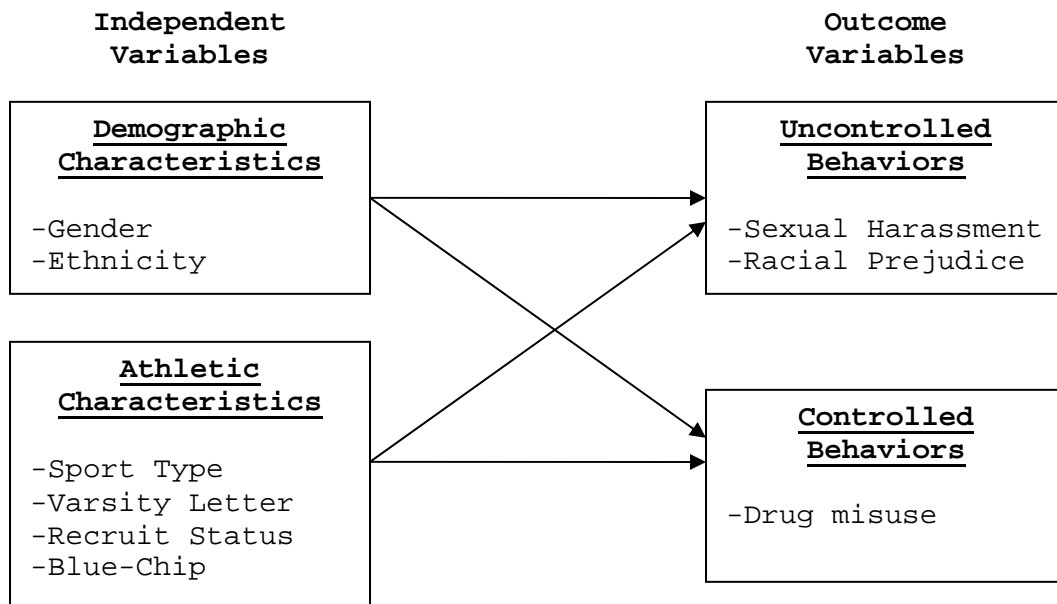 Independent
Variables
Outcome
Variables
Demographic
Characteristics
-Gender
-Ethnicity
Uncontrolled
Behaviors
-Sexual Harassment
-Racial Prejudice
Athletic
Characteristics
-Sport Type
-Varsity Letter
-Recruit Status
-Blue-Chip
Controlled
Behaviors
-Drug misuse